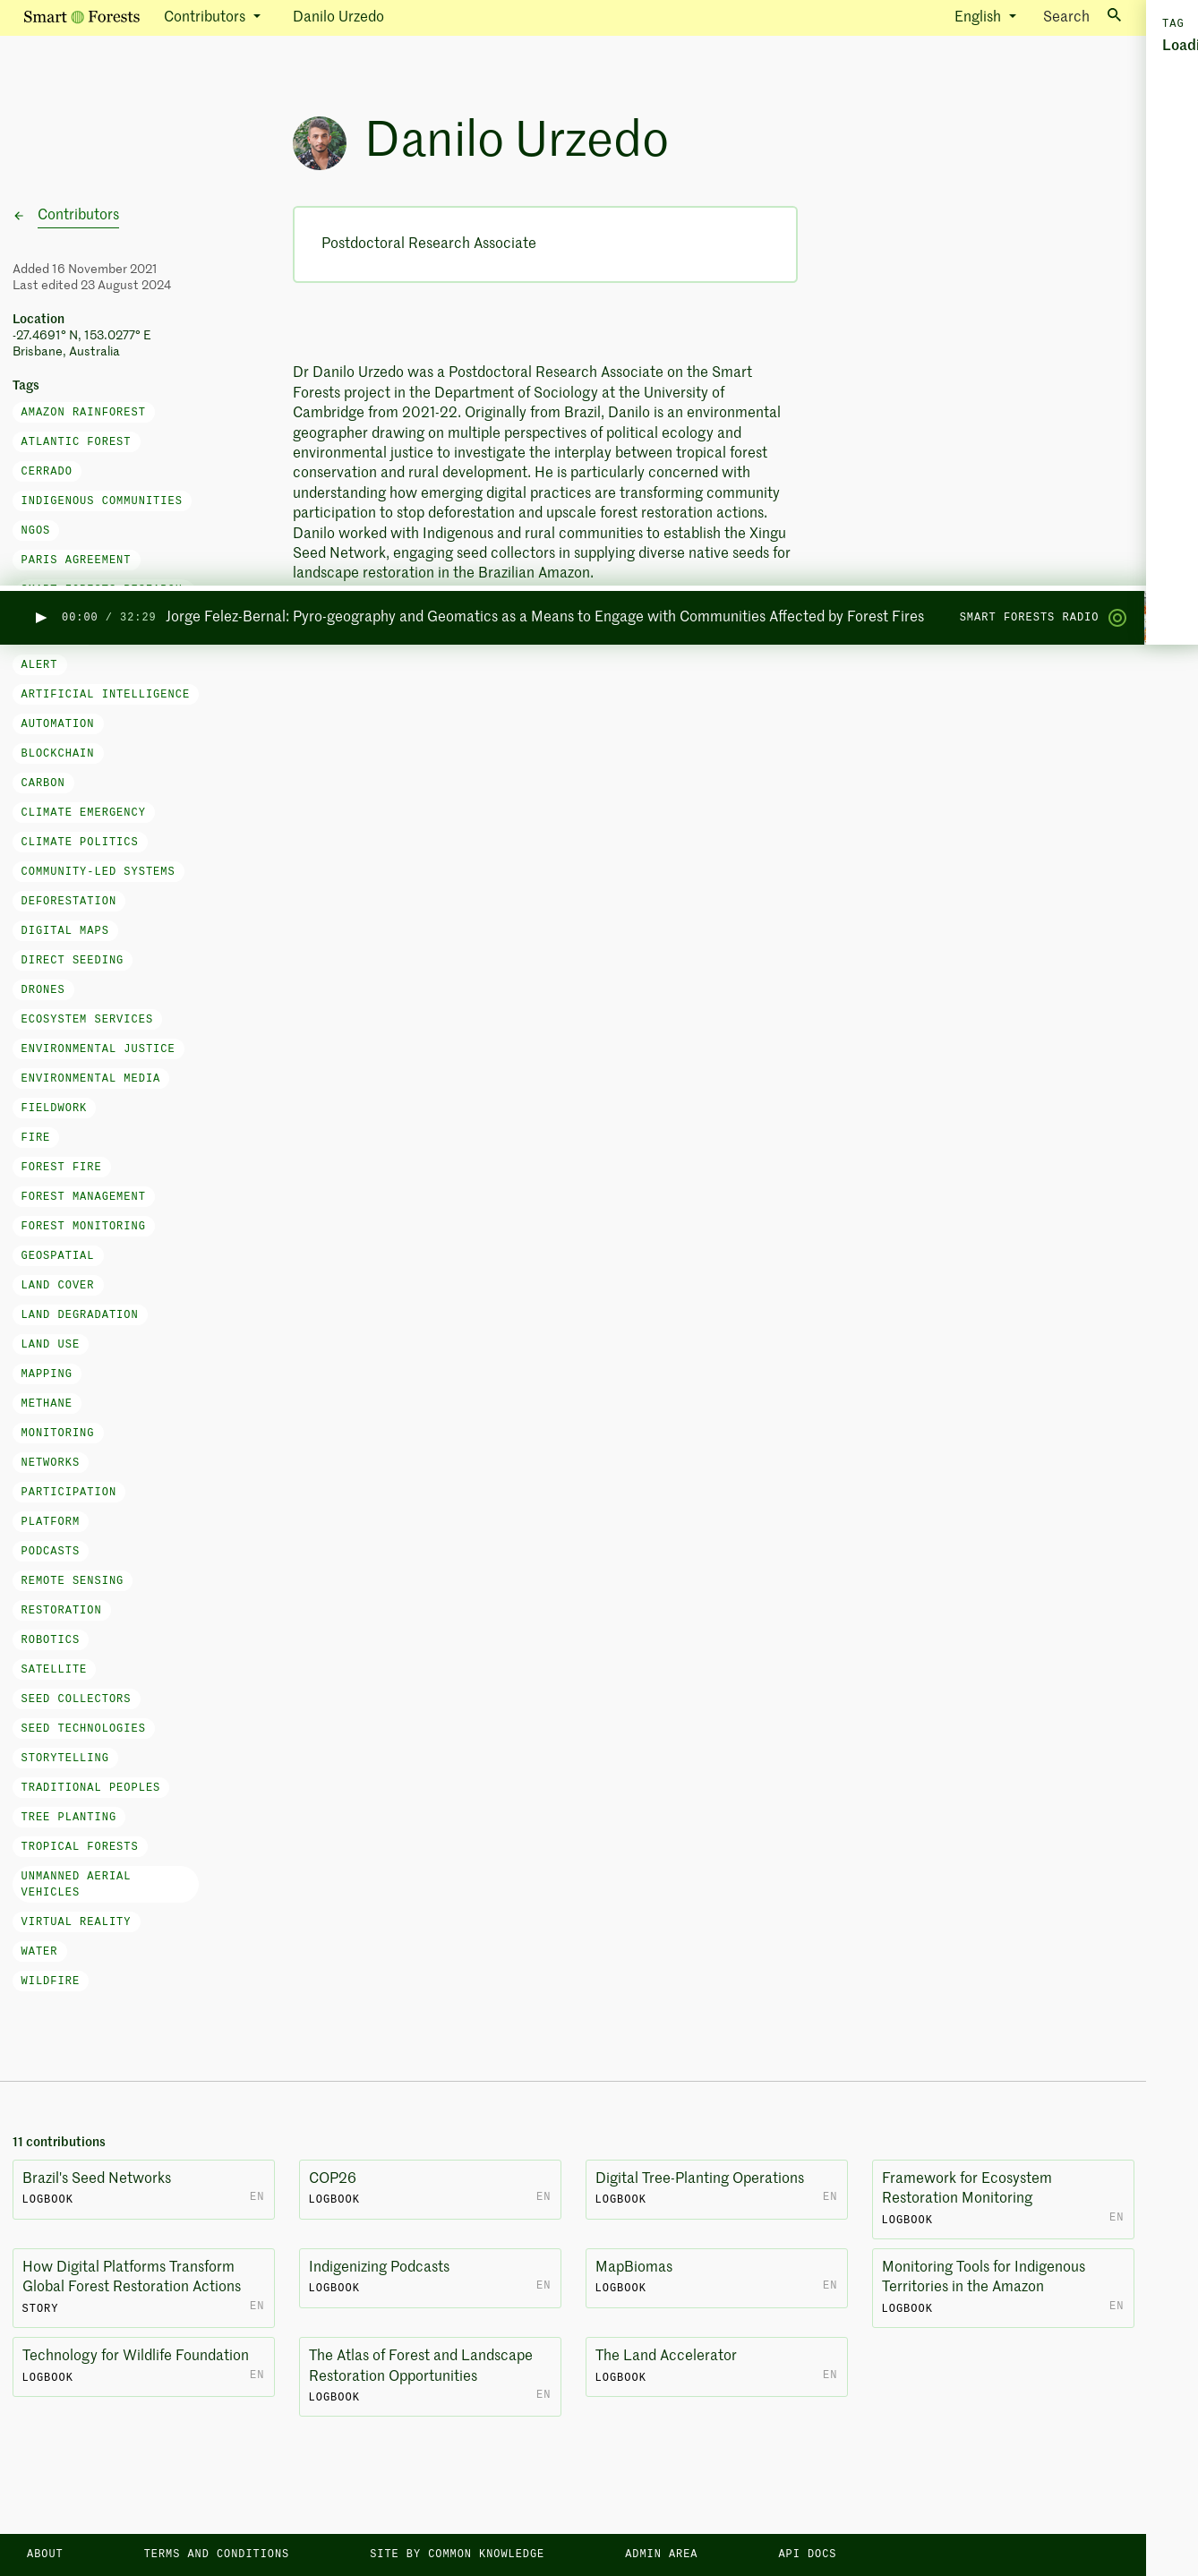 Smart Forests
Contributors
Danilo Urzedo
English
Search
TAG
Loadi
Danilo Urzedo
Contributors
Postdoctoral Research Associate
Added 16 November 2021
Last edited 23 August 2024
Location
-27.4691° N, 153.0277° E
Brisbane, Australia
Tags
AMAZON RAINFOREST
ATLANTIC FOREST
CERRADO
INDIGENOUS COMMUNITIES
NGOS
PARIS AGREEMENT
Dr Danilo Urzedo was a Postdoctoral Research Associate on the Smart
Forests project in the Department of Sociology at the University of
Cambridge from 2021-22. Originally from Brazil, Danilo is an environmental
geographer drawing on multiple perspectives of political ecology and
environmental justice to investigate the interplay between tropical forest
conservation and rural development. He is particularly concerned with
understanding how emerging digital practices are transforming community
participation to stop deforestation and upscale forest restoration actions.
Danilo worked with Indigenous and rural communities to establish the Xingu
Seed Network, engaging seed collectors in supplying diverse native seeds for
landscape restoration in the Brazilian Amazon.
SMART FORESTS RESEARCH
00:00 / 32:29 Jorge Felez-Bernal: Pyro-geography and Geomatics as a Means to Engage with Communities Affected by Forest Fires
SMART FORESTS RADIO
ALERT
ARTIFICIAL INTELLIGENCE
AUTOMATION
BLOCKCHAIN
CARBON
CLIMATE EMERGENCY
CLIMATE POLITICS
COMMUNITY-LED SYSTEMS
DEFORESTATION
DIGITAL MAPS
DIRECT SEEDING
DRONES
ECOSYSTEM SERVICES
ENVIRONMENTAL JUSTICE
ENVIRONMENTAL MEDIA
FIELDWORK
FIRE
FOREST FIRE
FOREST MANAGEMENT
FOREST MONITORING
GEOSPATIAL
LAND COVER
LAND DEGRADATION
LAND USE
MAPPING
METHANE
MONITORING
NETWORKS
PARTICIPATION
PLATFORM
PODCASTS
REMOTE SENSING
RESTORATION
ROBOTICS
SATELLITE
SEED COLLECTORS
SEED TECHNOLOGIES
STORYTELLING
TRADITIONAL PEOPLES
TREE PLANTING
TROPICAL FORESTS
UNMANNED AERIAL
VEHICLES
VIRTUAL REALITY
WATER
WILDFIRE
11 contributions
Brazil's Seed Networks
LOGBOOK
EN
COP26
LOGBOOK
EN
Digital Tree-Planting Operations
LOGBOOK
EN
Framework for Ecosystem
Restoration Monitoring
LOGBOOK
EN
How Digital Platforms Transform
Global Forest Restoration Actions
STORY
EN
Indigenizing Podcasts
LOGBOOK
EN
MapBiomas
LOGBOOK
EN
Monitoring Tools for Indigenous
Territories in the Amazon
LOGBOOK
EN
Technology for Wildlife Foundation
LOGBOOK
EN
The Atlas of Forest and Landscape
Restoration Opportunities
LOGBOOK
EN
The Land Accelerator
LOGBOOK
EN
ABOUT
TERMS AND CONDITIONS
SITE BY COMMON KNOWLEDGE
ADMIN AREA
API DOCS